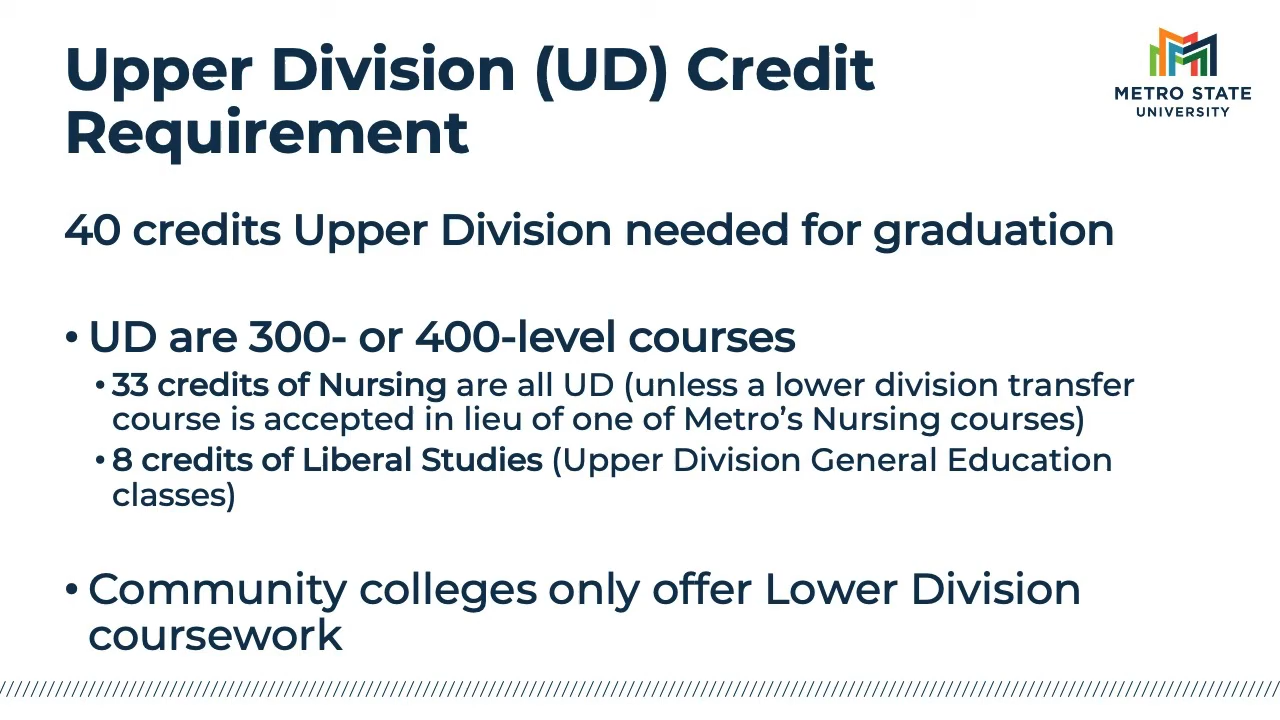 Upper Division (UD) Credit
Requirement
METRO STATE
UNIVERSITY
40 credits Upper Division needed for graduation
• UD are 300- or 400-level courses
• 33 credits of Nursing are all UD (unless a lower division transfer
course is accepted in lieu of one of Metro’s Nursing courses)
• 8 credits of Liberal Studies (Upper Division General Education
classes)
• Community colleges only offer Lower Division
coursework